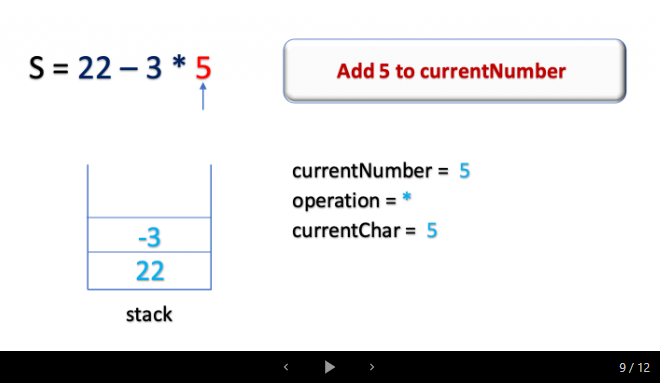 S = 22 – 3 * 5
Add 5 to currentNumber
currentNumber = 5
operation = *
currentChar = 5
-3
22
stack
9 / 12